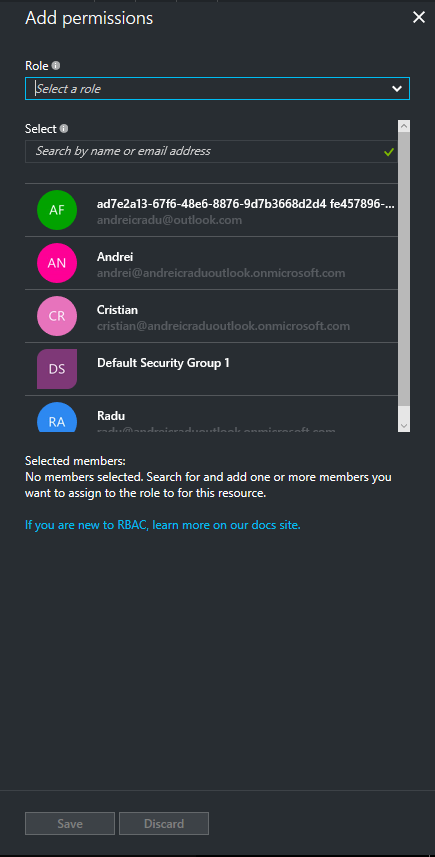 Add permissions
Role
Select a role
Select
Search by name or email address
AF
ad7e2a13-67f6-48e6-8876-9d7b3668d2d4 fe457896-...
andreicradu@outlook.com
AN
Andrei
andrei@andreicraduoutlook.onmicrosoft.com
CR
Cristian
cristian@andreicraduoutlook.onmicrosoft.com
DS
Default Security Group 1
RA
Radu
radu@andreicraduoutlook.onmicrosoft.com
Selected members:
No members selected. Search for and add one or more members you
want to assign to the role to for this resource.
If you are new to RBAC, learn more on our docs site.
Save
Discard